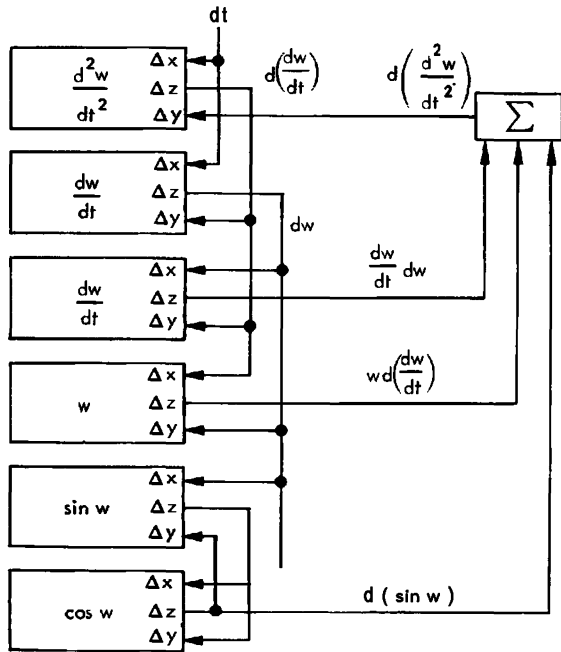 dt
d²w
dt²
Δx
Δz
Δy
d(dw/dt)
d(d²w/dt²)
Σ
dw
dt
Δx
Δz
Δy
dw
dw
dt
Δx
Δz
Δy
dw/dt dw
w
Δx
Δz
Δy
wd(dw/dt)
sin w
Δx
Δz
Δy
cos w
Δx
Δz
Δy
d (sin w)